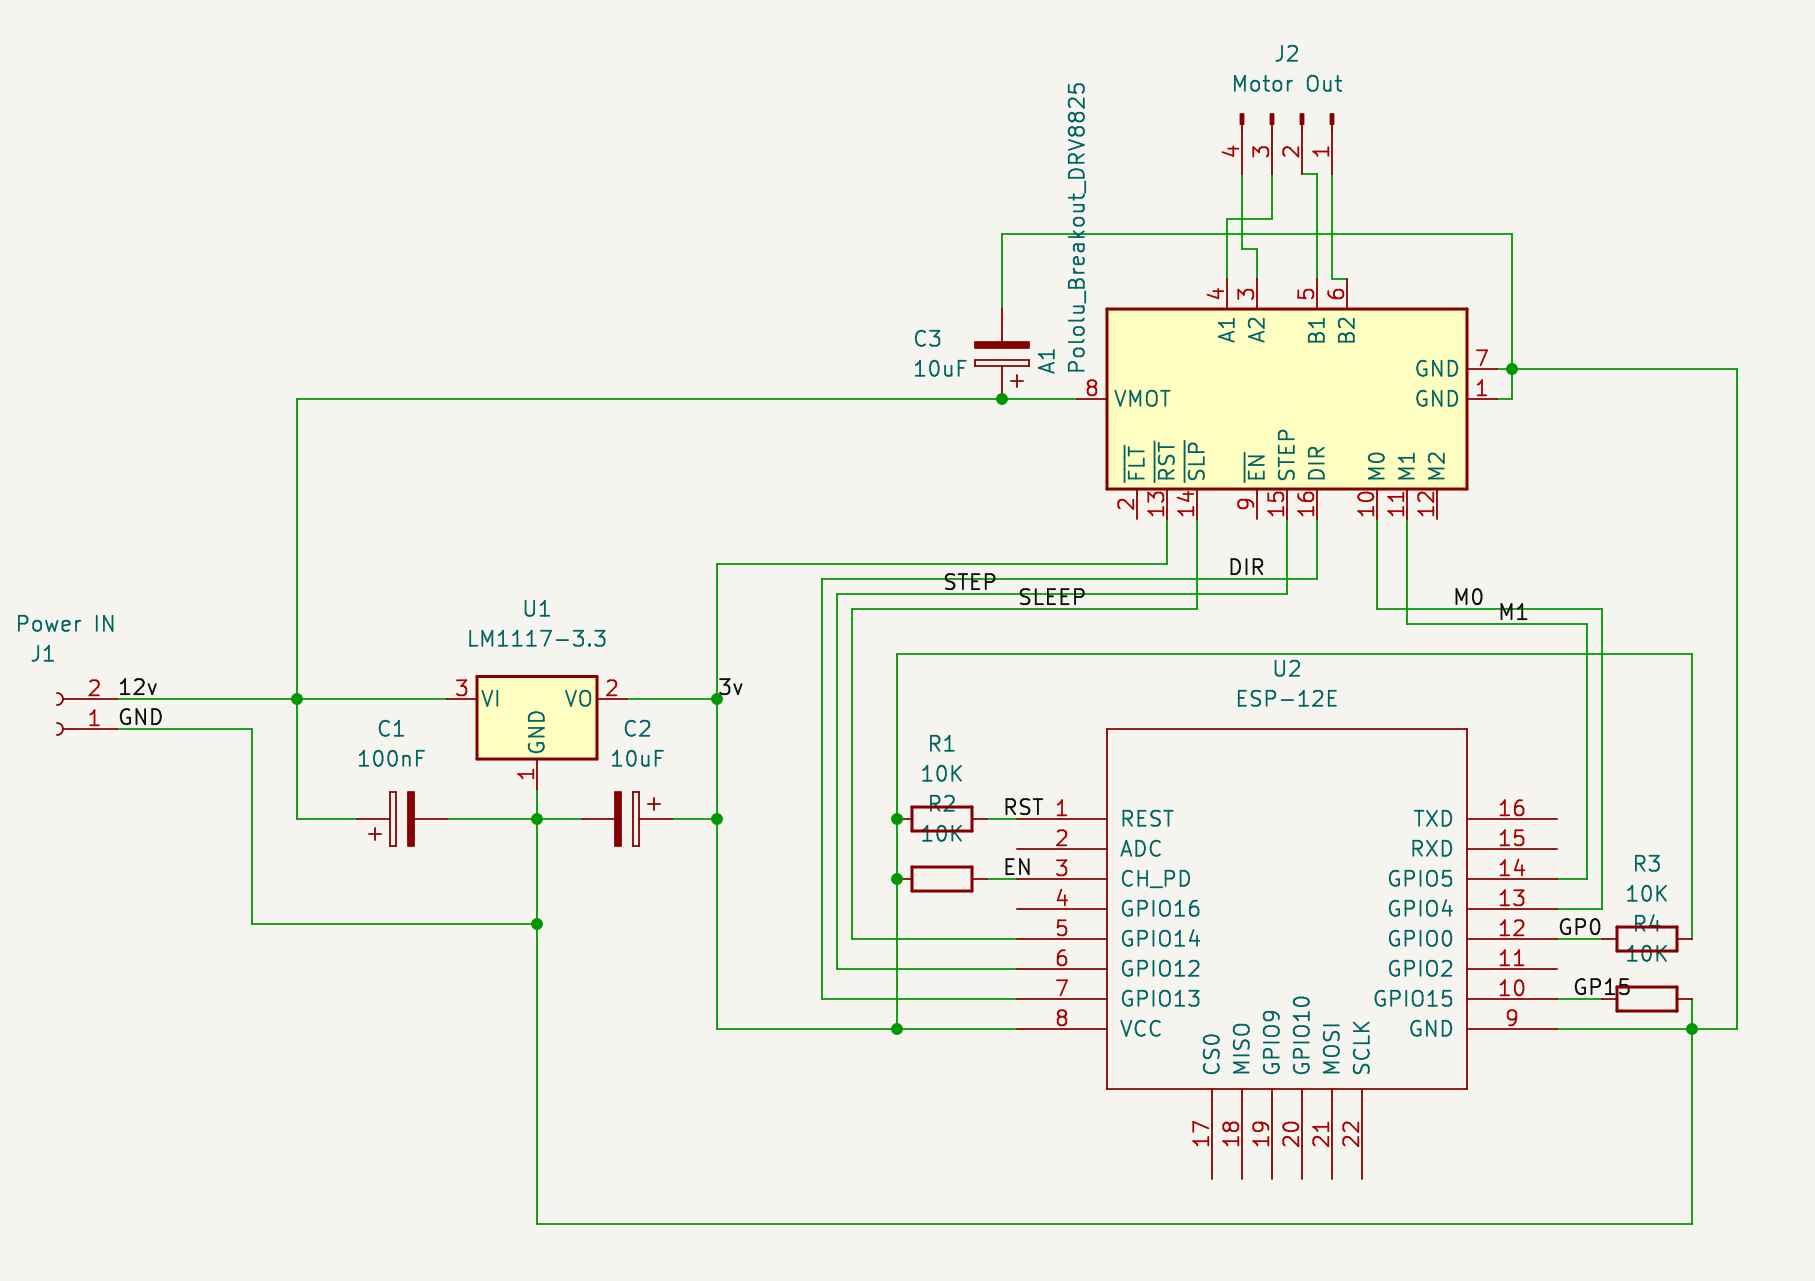 J2
Motor Out
4
3
2
1
Pololu_Breakout_DRV8825
A1
C3
10uF
+
4
3
5
6
A1
A2
B1
B2
8
VMOT
GND
7
GND
1
FLT
RST
SLP
EN
STEP
DIR
M0
M1
M2
2
13
14
9
15
16
10
11
12
DIR
STEP
SLEEP
M0
M1
Power IN
J1
2
12v
1
GND
U1
LM1117-3.3
3
VI
VO
2
GND
1
3v
C1
100nF
+
C2
10uF
+
U2
ESP-12E
R1
10K
R2
10K
RST
1
REST
2
ADC
EN
3
CH_PD
4
GPIO16
5
GPIO14
6
GPIO12
7
GPIO13
8
VCC
TXD
16
RXD
15
GPIO5
14
GPIO4
13
GPIO0
12
GP0
GPIO2
11
GPIO15
10
GP15
GND
9
R3
10K
R4
10K
CS0
MISO
GPIO9
GPIO10
MOSI
SCLK
17
18
19
20
21
22